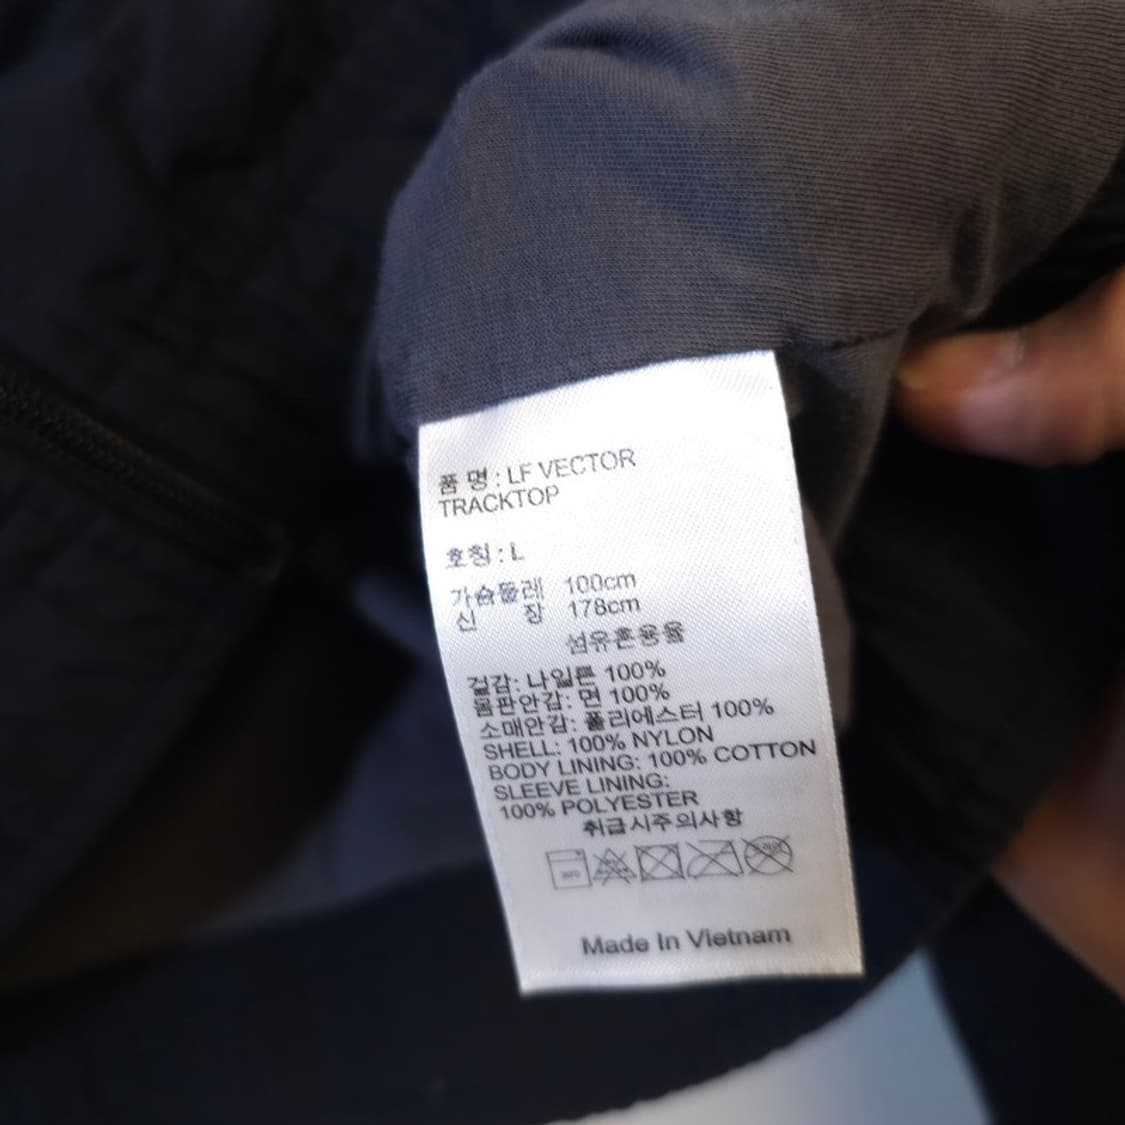 품 명 : LF VECTOR
TRACKTOP
호칭 : L
가슴둘레 100cm
신 장 178cm
섬유혼용율
겉감: 나일론 100%
몸판안감: 면 100%
소매안감: 폴리에스터 100%
SHELL: 100% NYLON
BODY LINING: 100% COTTON
SLEEVE LINING:
100% POLYESTER
취급시주의사항
Made In Vietnam